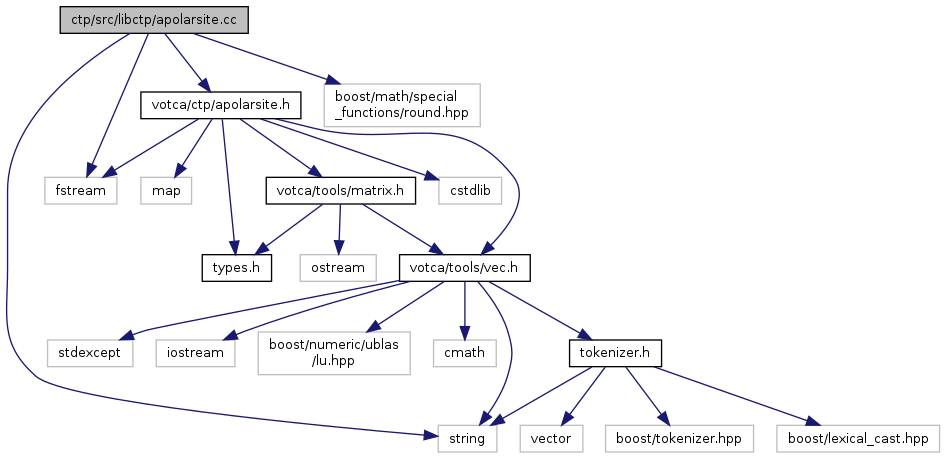 ctp/src/libctp/apolarsite.cc
votca/ctp/apolarsite.h
boost/math/special
_functions/round.hpp
fstream
map
votca/tools/matrix.h
cstdlib
types.h
ostream
votca/tools/vec.h
stdexcept
iostream
boost/numeric/ublas
/lu.hpp
cmath
tokenizer.h
string
vector
boost/tokenizer.hpp
boost/lexical_cast.hpp